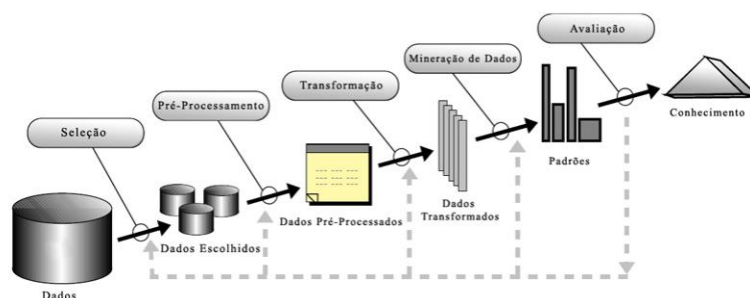 Seleção
Dados
Pré-Processamento
Dados Escolhidos
Transformação
Dados Pré-Processados
Mineração de Dados
Dados
Transformados
Avaliação
Padrões
Conhecimento